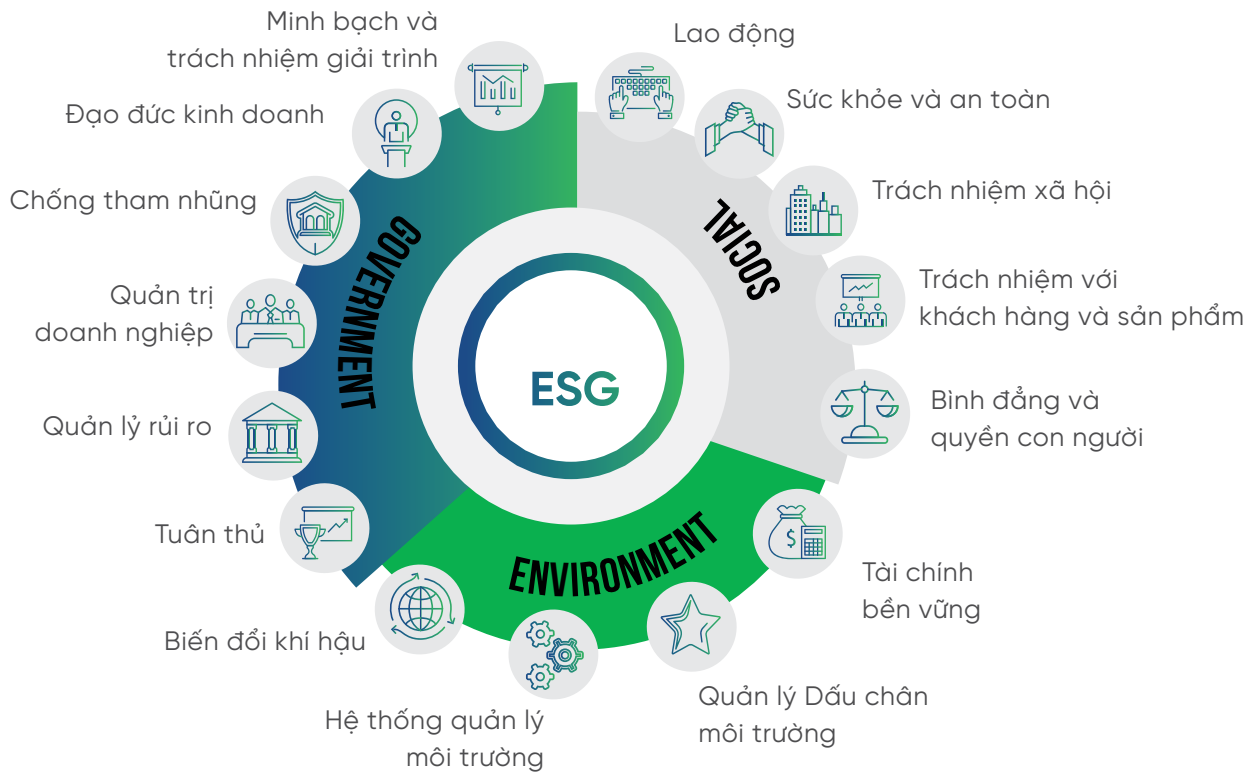 Minh bạch và
trách nhiệm giải trình
Đạo đức kinh doanh
Chống tham nhũng
Quản trị
doanh nghiệp
Quản lý rủi ro
Tuân thủ
GOVERNMENT
Lao động
Sức khỏe và an toàn
Trách nhiệm xã hội
Trách nhiệm với
khách hàng và sản phẩm
Bình đẳng và
quyền con người
SOCIAL
ESG
ENVIRONMENT
Tài chính
bền vững
Quản lý Dấu chân
môi trường
Hệ thống quản lý
môi trường
Biến đổi khí hậu
$